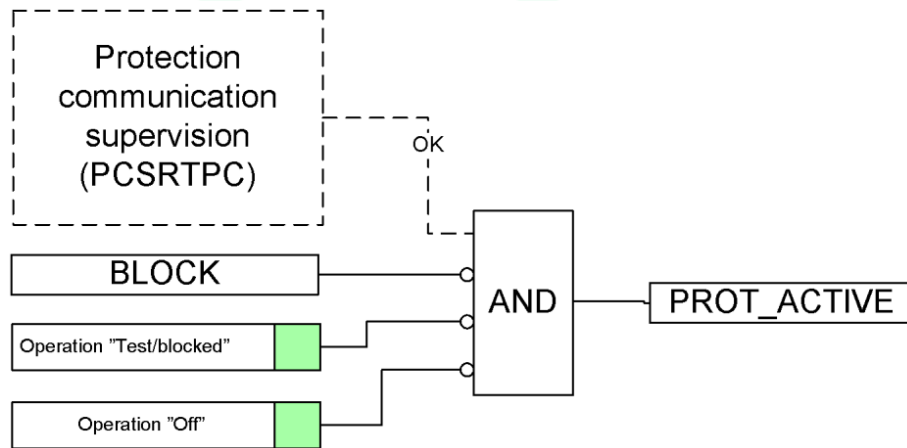 Protection
communication
supervision
(PCSRTPC)
OK
BLOCK
AND
PROT_ACTIVE
Operation ”Test/blocked”
Operation ”Off”